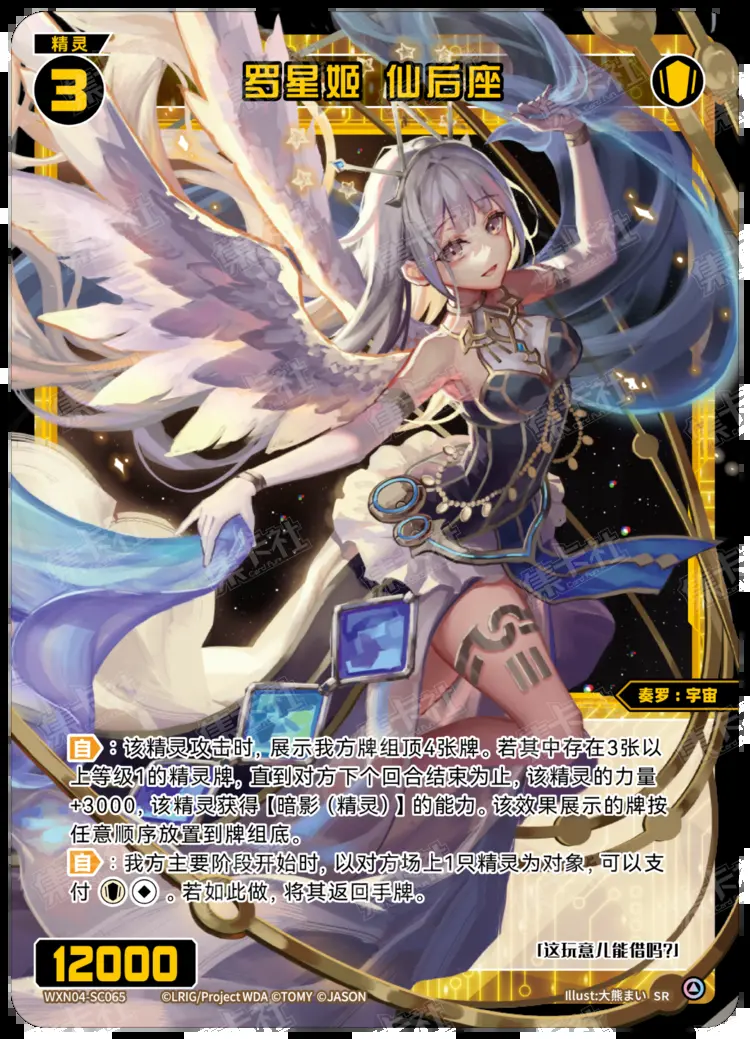 精灵
3
罗星姬 仙后座
奏罗：宇宙
自：该精灵攻击时，展示我方牌组顶4张牌。若其中存在3张以
上等级1的精灵牌，直到对方下个回合结束为止，该精灵的力量
+3000，该精灵获得【暗影（精灵）】的能力。该效果展示的牌按
任意顺序放置到牌组底。
自：我方主要阶段开始时，以对方场上1只精灵为对象，可以支
付 。若如此做，将其返回手牌。
「这玩意儿能借吗?」
12000
WXN04-SC065 ©LRIG/Project WDA ©TOMY ©JASON
Illust:大熊まい SR
集卡社